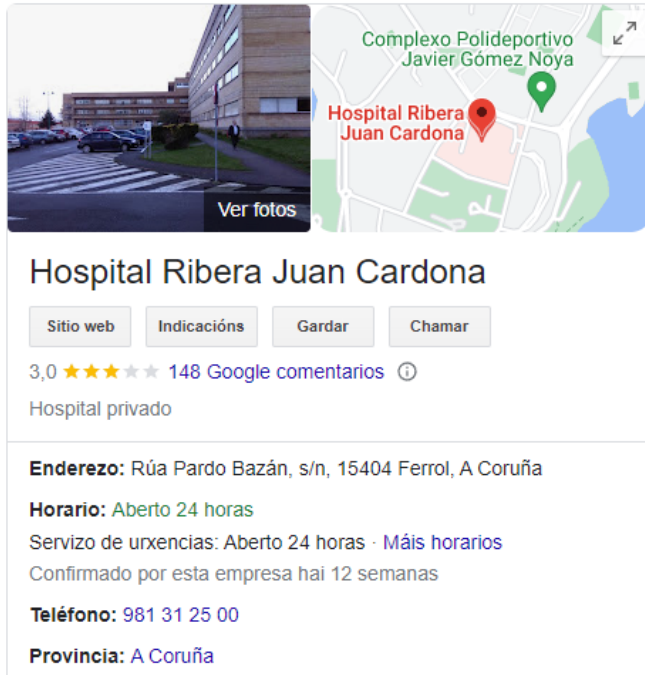 Ver fotos
Complexo Polideportivo
Javier Gómez Noya
Hospital Ribera
Juan Cardona
Hospital Ribera Juan Cardona
Sitio web
Indicacións
Gardar
Chamar
3,0 148 Google comentarios
Hospital privado
Enderezo: Rúa Pardo Bazán, s/n, 15404 Ferrol, A Coruña
Horario: Aberto 24 horas
Servizo de urxencias: Aberto 24 horas · Máis horarios
Confirmado por esta empresa hai 12 semanas
Teléfono: 981 31 25 00
Provincia: A Coruña